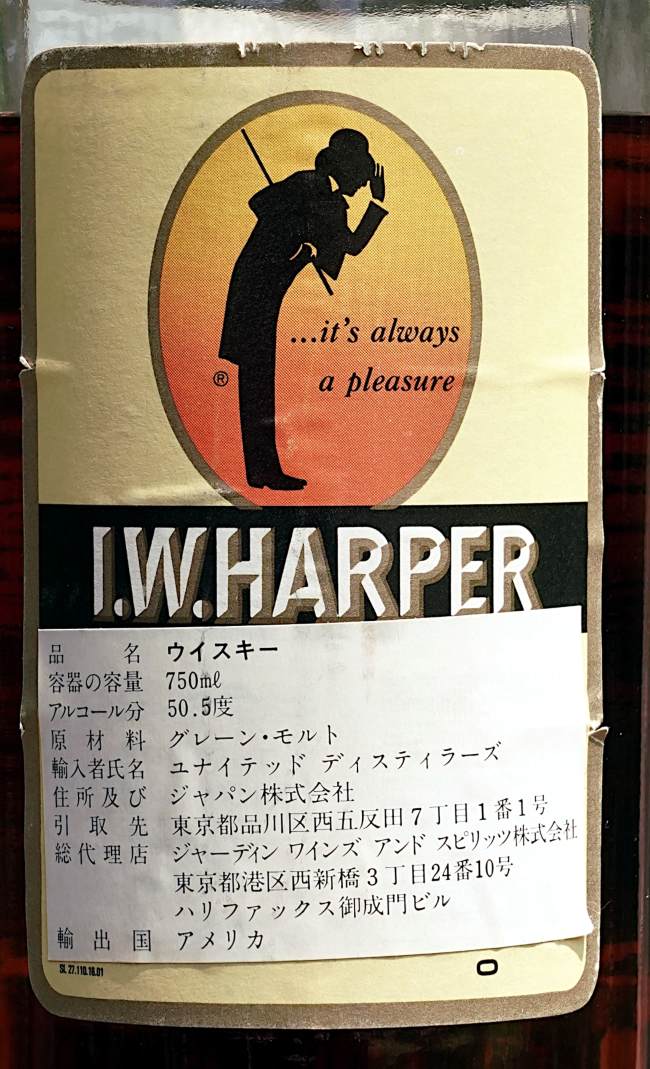 ...it's always
a pleasure
®
I.W.HARPER
品名 ウイスキー
容器の容量 750mℓ
アルコール分 50.5度
原材料 グレーン・モルト
輸入者氏名 ユナイテッド ディスティラーズ
住所及び ジャパン株式会社
引取先 東京都品川区西五反田7丁目1番1号
総代理店 ジャーディン ワインズ アンド スピリッツ株式会社
東京都港区西新橋3丁目24番10号
ハリファックス御成門ビル
輸出国 アメリカ
SL 27.110.16.01
O